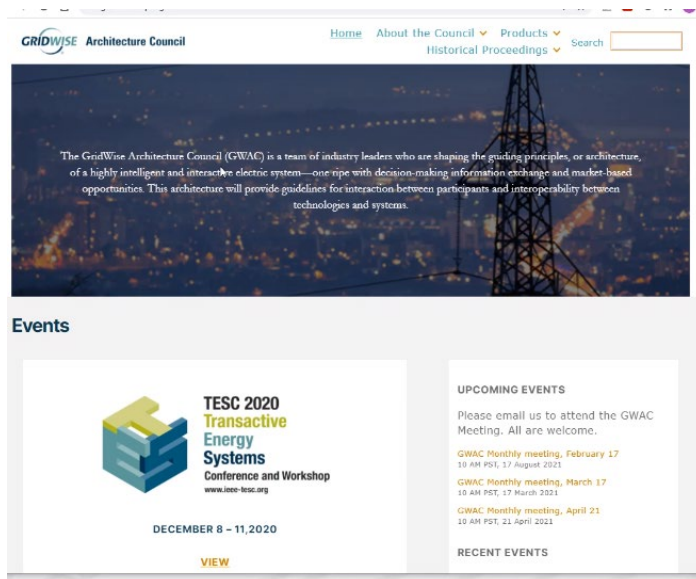 GRIDWISE Architecture Council
Home About the Council Products
Historical Proceedings Search
The GridWise Architecture Council (GWAC) is a team of industry leaders who are shaping the guiding principles, or architecture,
of a highly intelligent and interactive electric system—one ripe with decision-making information exchange and market-based
opportunities. This architecture will provide guidelines for interaction between participants and interoperability between
technologies and systems.
Events
TESC 2020
Transactive
Energy
Systems
Conference and Workshop
www.ieee-tesc.org
DECEMBER 8 – 11,2020
VIEW
UPCOMING EVENTS
Please email us to attend the GWAC
Meeting. All are welcome.
GWAC Monthly meeting, February 17
10 AM PST, 17 August 2021
GWAC Monthly meeting, March 17
10 AM PST, 17 March 2021
GWAC Monthly meeting, April 21
10 AM PST, 21 April 2021
RECENT EVENTS